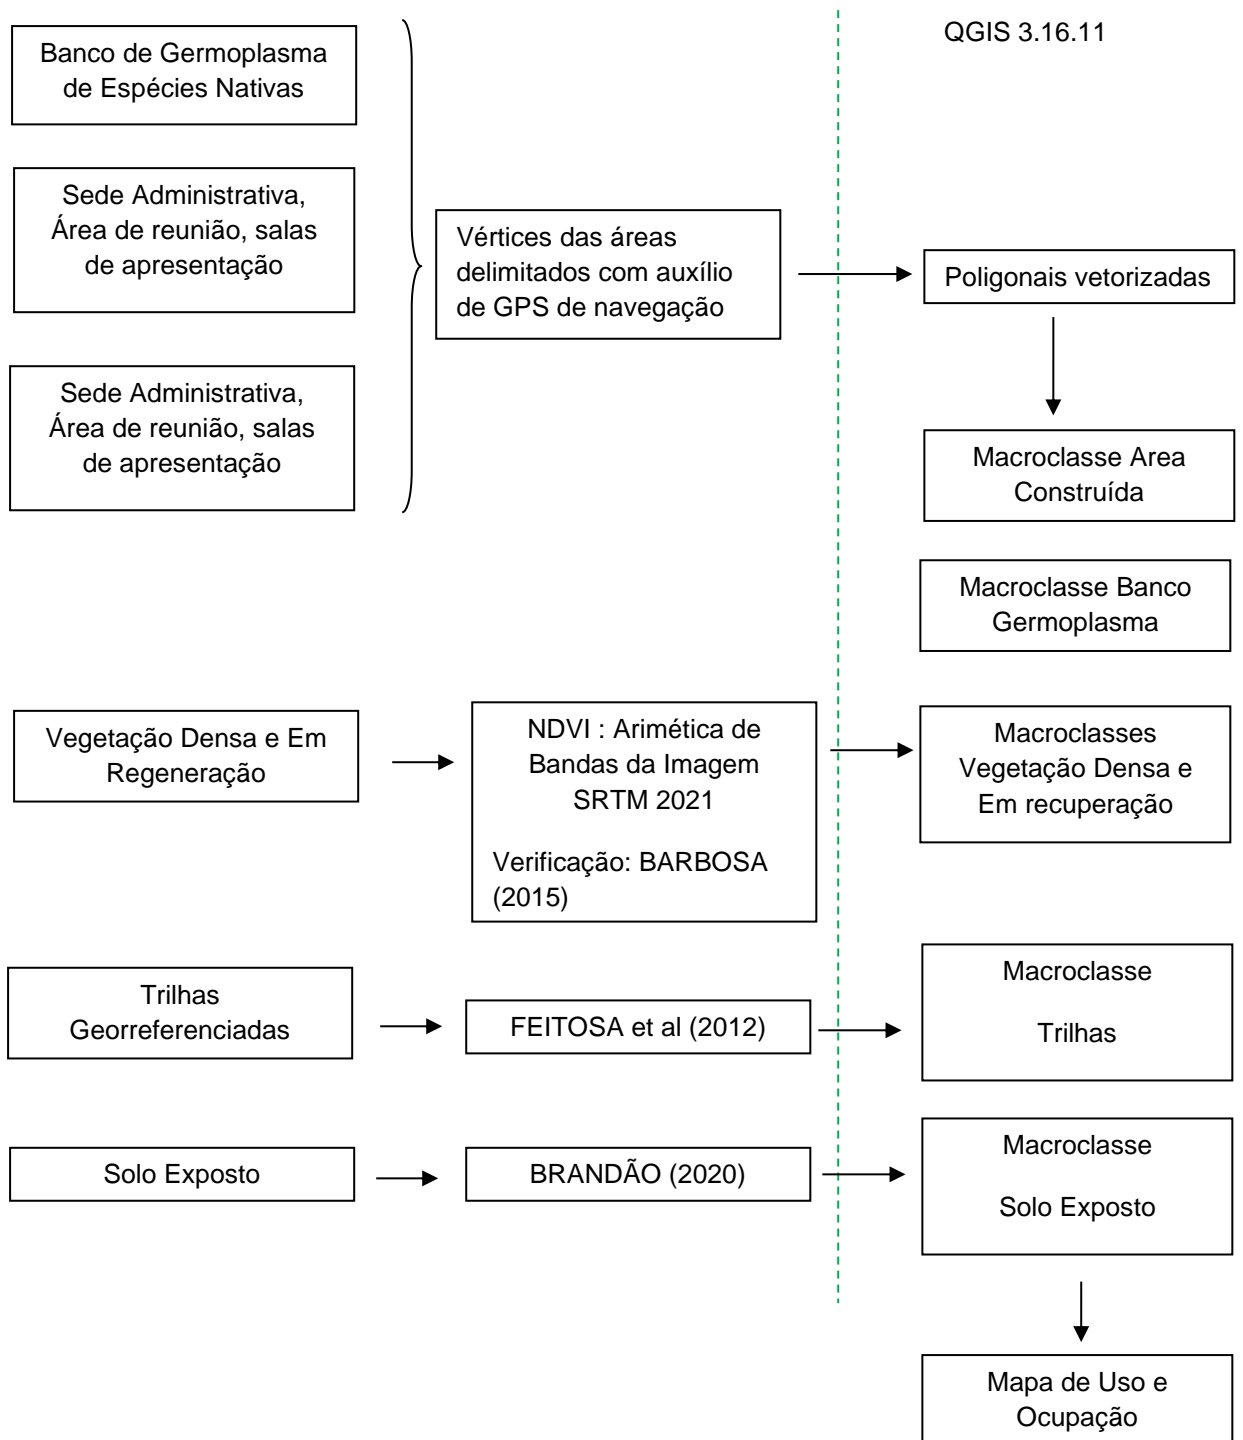 QGIS 3.16.11
Banco de Germoplasma
de Espécies Nativas
Sede Administrativa,
Área de reunião, salas
de apresentação
Sede Administrativa,
Área de reunião, salas
de apresentação
Vértices das áreas
delimitados com auxílio
de GPS de navegação
Poligonais vetorizadas
Macroclasse Area
Construída
Macroclasse Banco
Germoplasma
Vegetação Densa e Em
Regeneração
NDVI : Arimética de
Bandas da Imagem
SRTM 2021
Verificação: BARBOSA
(2015)
Macroclasses
Vegetação Densa e
Em recuperação
Trilhas
Georreferenciadas
FEITOSA et al (2012)
Macroclasse
Trilhas
Solo Exposto
BRANDÃO (2020)
Macroclasse
Solo Exposto
Mapa de Uso e
Ocupação